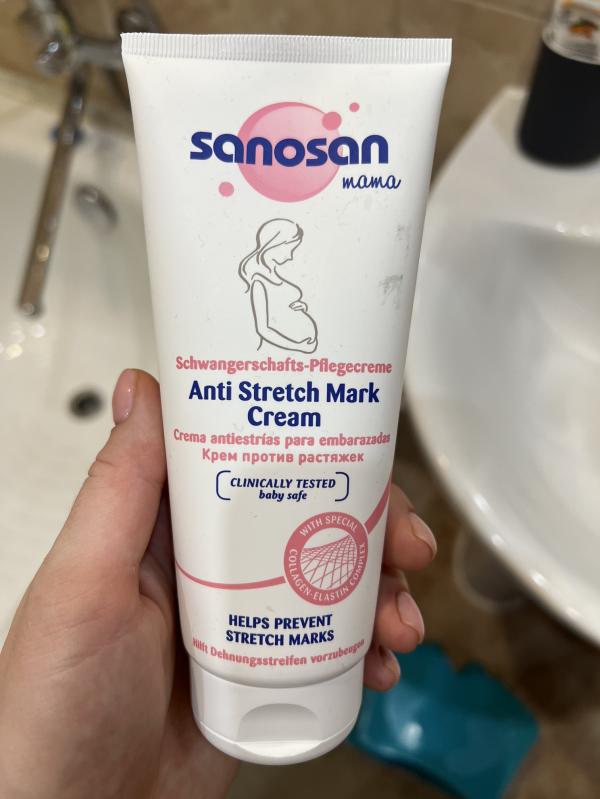 sanosan
mama
Schwangerschafts-Pflegecreme
Anti Stretch Mark
Cream
Crema antiestrías para embarazadas
Крем против растяжек
CLINICALLY TESTED
baby safe
WITH SPECIAL
COLLAGEN-ELASTIN COMPLEX
HELPS PREVENT
STRETCH MARKS
Hilft Dehnungsstreifen vorzubeugen